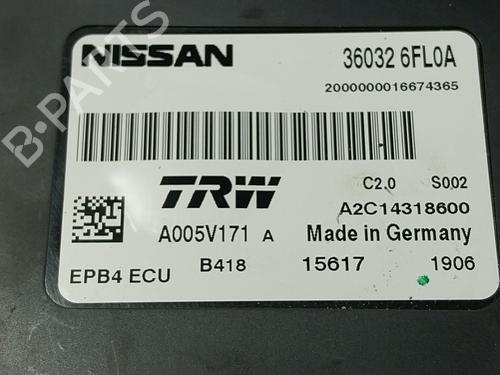 NISSAN 36032 6FL0A
2000000016674365
TRW C2.0 S002
A2C14318600
A005V171 A Made in Germany
EPB4 ECU B418 15617 1906
B-PARTS